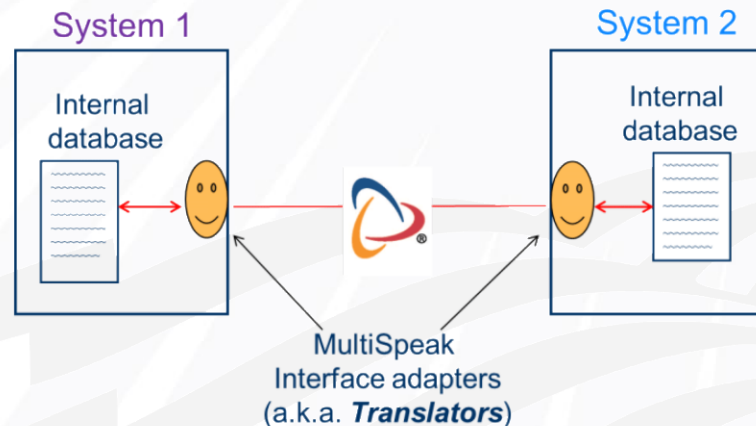 System 1
System 2
Internal
database
Internal
database
®
MultiSpeak
Interface adapters
(a.k.a. Translators)